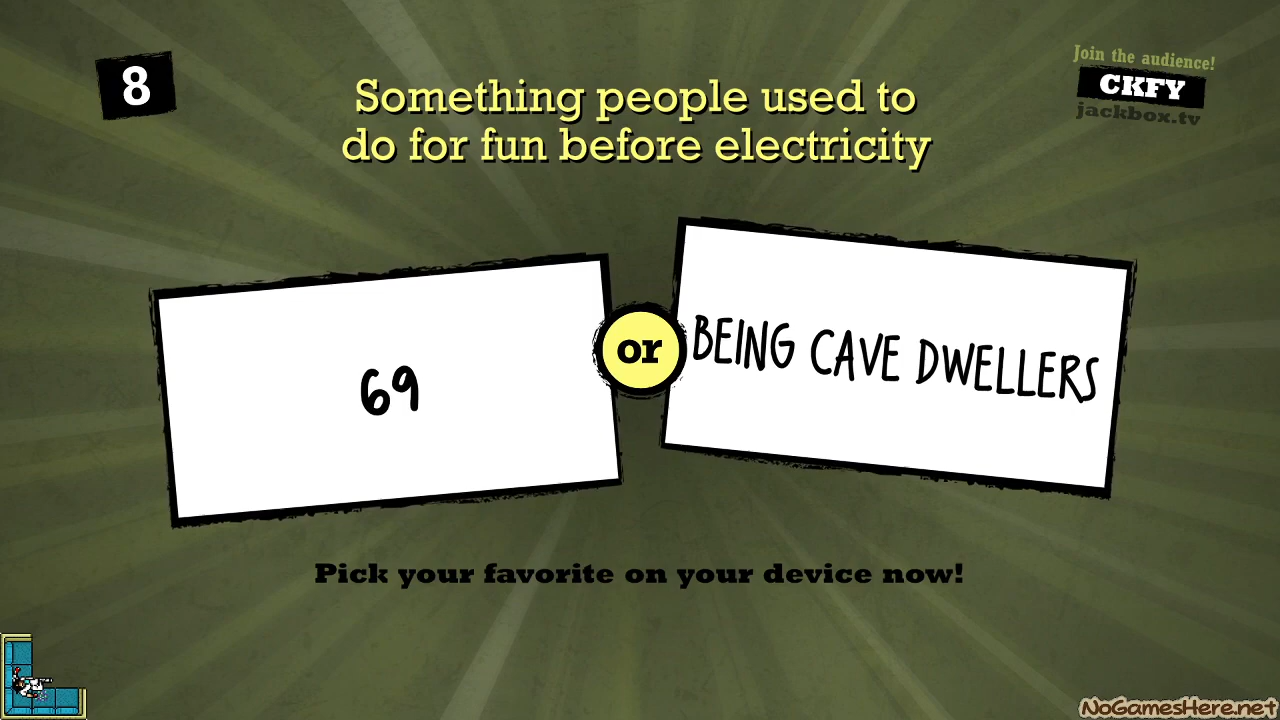 8
Something people used to
do for fun before electricity
Join the audience!
CKFY
jackbox.tv
69
or
BEING CAVE DWELLERS
Pick your favorite on your device now!
NoGamesHere.net